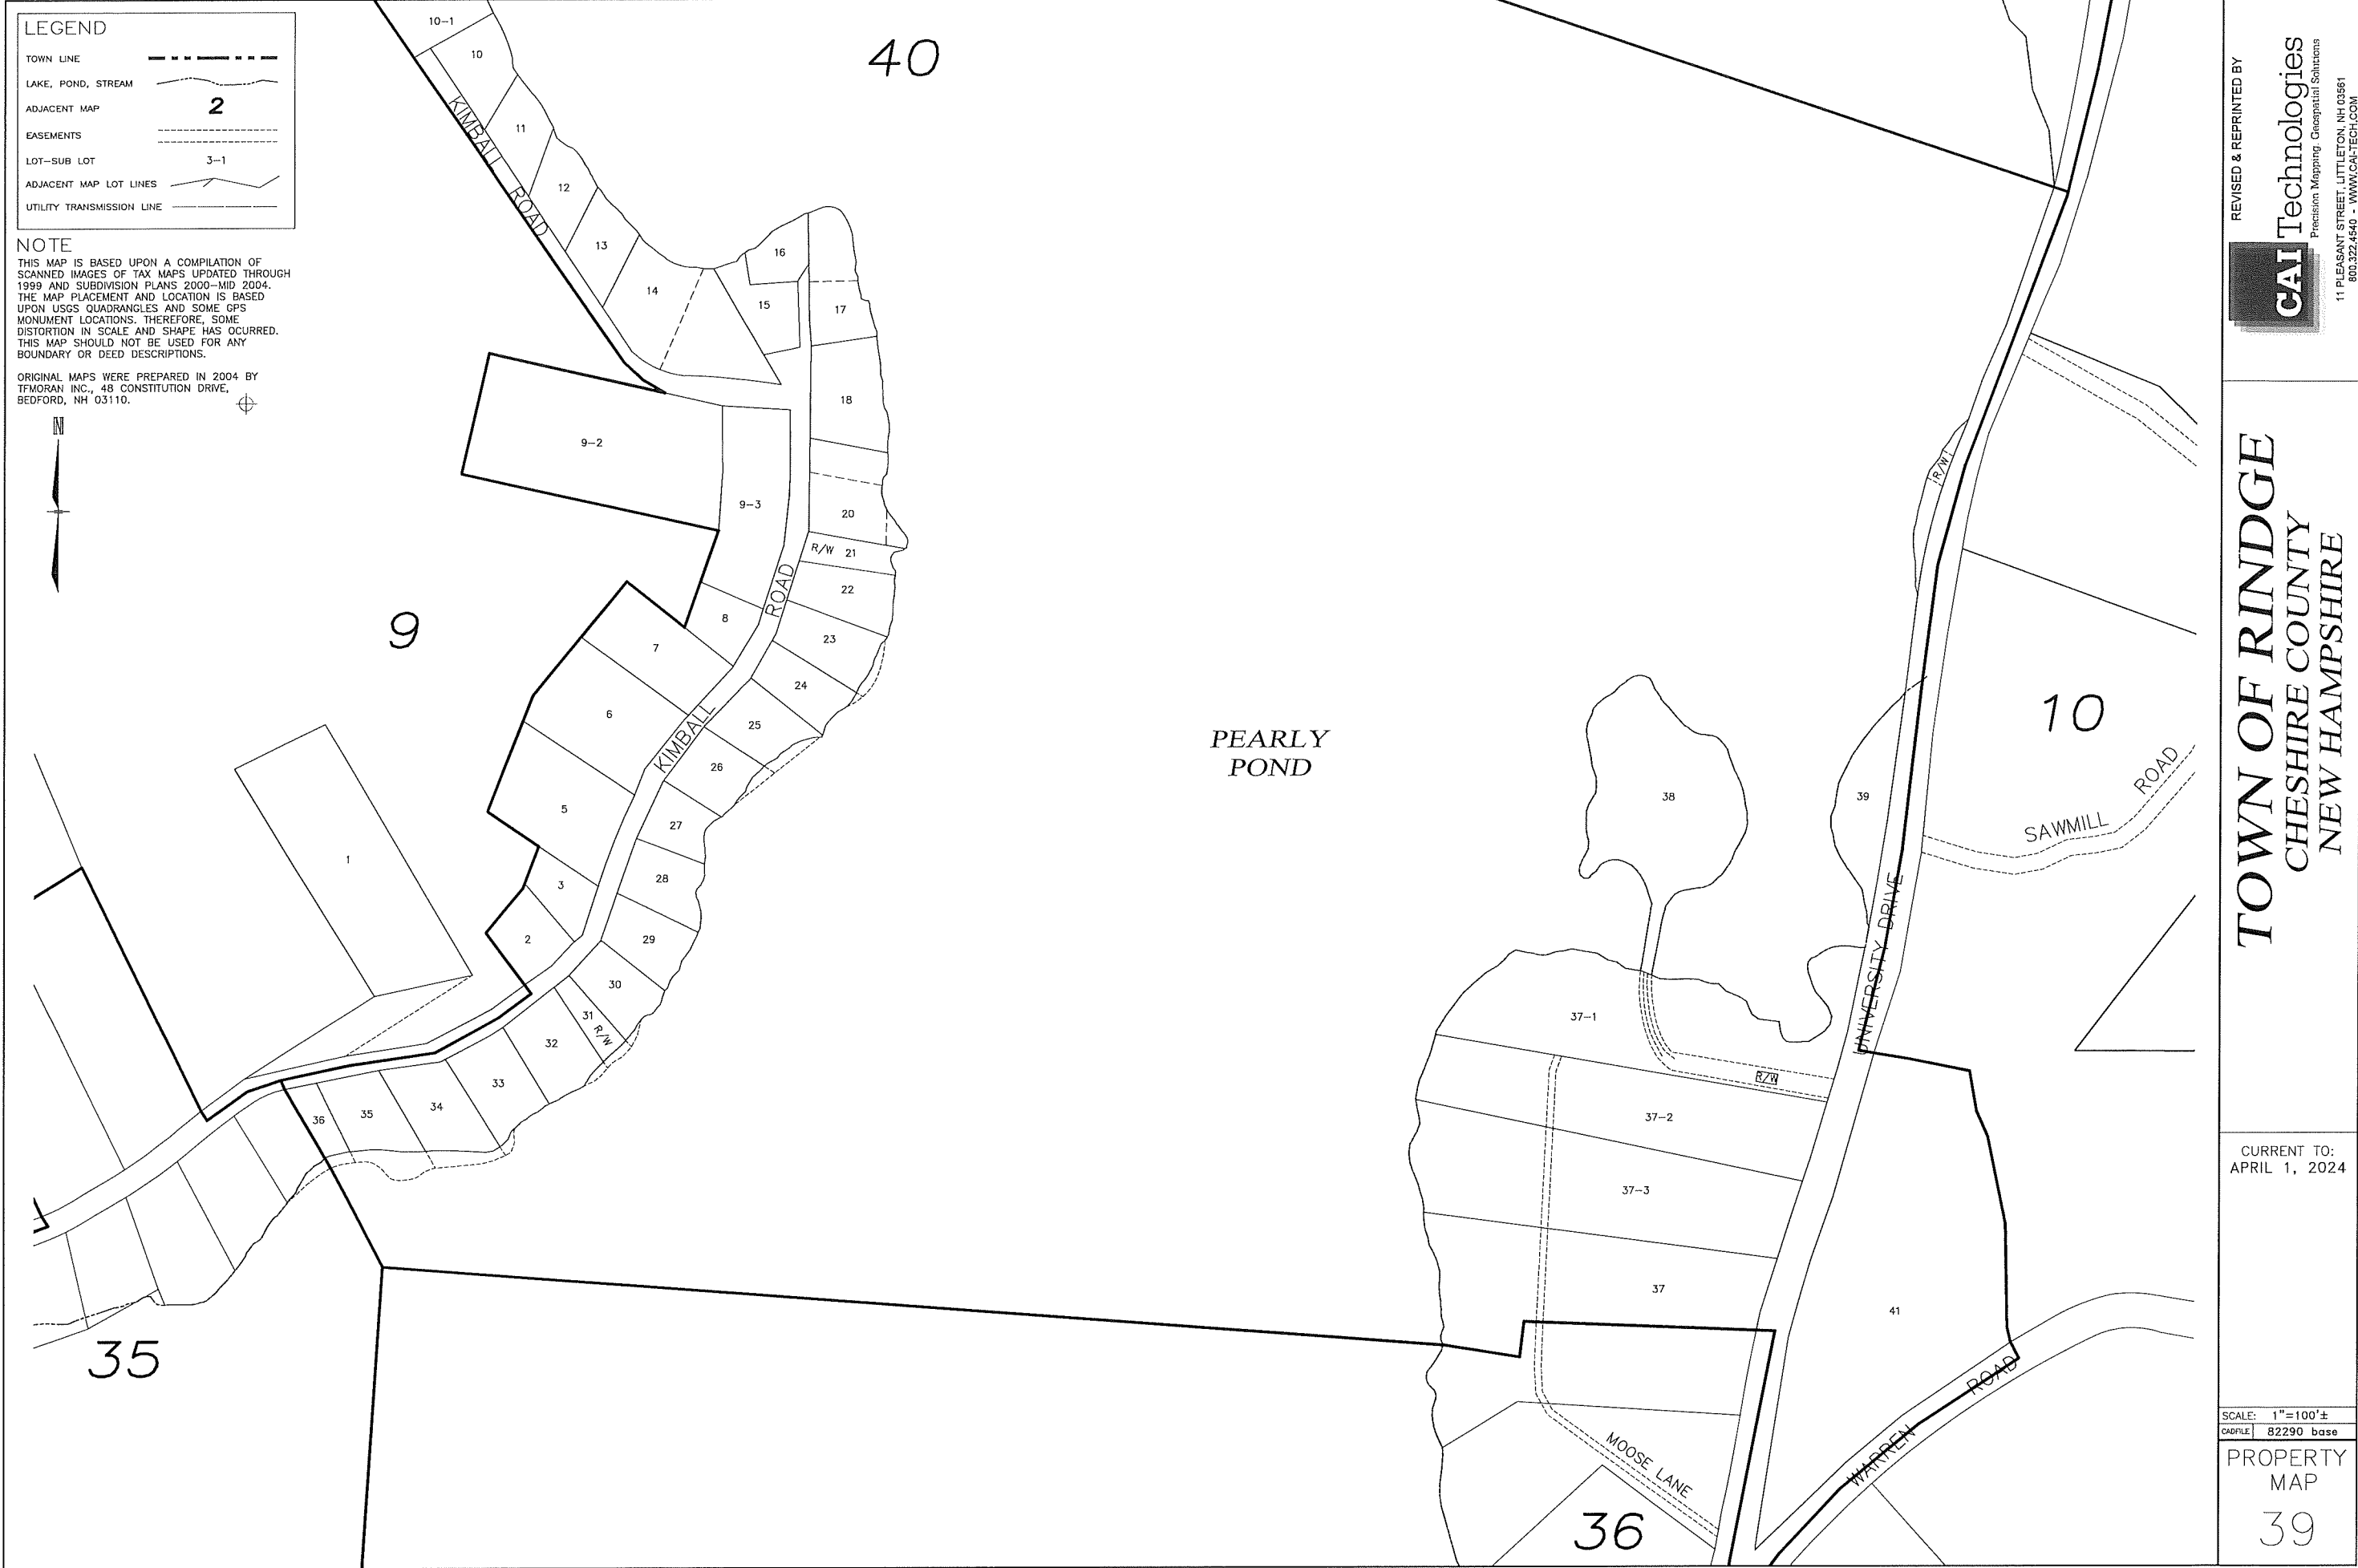 LEGEND
TOWN LINE
LAKE, POND, STREAM
ADJACENT MAP 2
EASEMENTS
LOT-SUB LOT 3-1
ADJACENT MAP LOT LINES
UTILITY TRANSMISSION LINE
NOTE
THIS MAP IS BASED UPON A COMPILATION OF
SCANNED IMAGES OF TAX MAPS UPDATED THROUGH
1999 AND SUBDIVISION PLANS 2000-MID 2004.
THE MAP PLACEMENT AND LOCATION IS BASED
UPON USGS QUADRANGLES AND SOME GPS
MONUMENT LOCATIONS. THEREFORE, SOME
DISTORTION IN SCALE AND SHAPE HAS OCURRED.
THIS MAP SHOULD NOT BE USED FOR ANY
BOUNDARY OR DEED DESCRIPTIONS.
ORIGINAL MAPS WERE PREPARED IN 2004 BY
TFMORAN INC., 48 CONSTITUTION DRIVE,
BEDFORD, NH 03110.
N
10-1
10
40
KIMBALL ROAD
11
12
13
14
16
15
17
18
9-2
9-3
20
R/W 21
22
ROAD
8
23
9
7
24
6
25
KIMBALL
26
5
27
1
3
28
2
29
30
31
R/W
32
33
34
35
36
35
PEARLY
POND
R/W
38
39
10
SAWMILL ROAD
UNIVERSITY DRIVE
37-1
R/W
37-2
37-3
37
41
WARREN ROAD
MOOSE LANE
36
REVISED & REPRINTED BY
CAI Technologies
Precision Mapping. Geospatial Solutions
11 PLEASANT STREET, LITTLETON, NH 03561
800.322.4540 - WWW.CAI-TECH.COM
TOWN OF RINDGE
CHESHIRE COUNTY
NEW HAMPSHIRE
CURRENT TO:
APRIL 1, 2024
SCALE: 1"=100'±
CADFILE 82290 base
PROPERTY
MAP
39